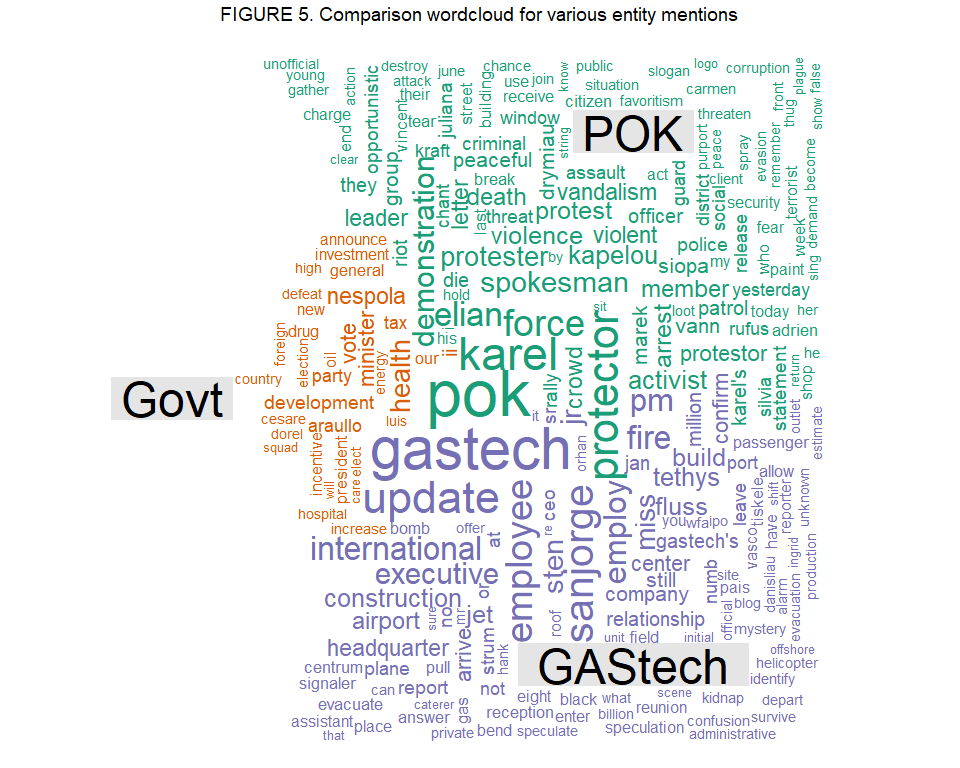 FIGURE 5. Comparison wordcloud for various entity mentions
unofficial
young
gather
action
destroy
attack
their
june
chance
use
join
receive
know
public
situation
slogan
logo
corruption
plague
charge
end
opportunistic
vincent
tear
juliana
street
building
window
citizen
favoritism
carmen
threaten
front
thug
show false
clear
they
group
kraft
criminal
peaceful
break
death
string
drymiau
POK
assault
act
vandalism
guard
purport
peace
spray
evasion
remember
terrorist
become
district
client
social
security
leader
riot
demonstration
chant
letter
last
threat
protest
officer
violence
violent
police
release
fear
who
week
demand
sing
announce
investment
high
general
protester
by
kapelou
siopa
my
paint
die
hold
spokesman
member
yesterday
defeat
new
nespola
elian
force
sit
loot
patrol
today
her
drug
foreign
election
oil
vote
minister
tax
energy
health
our
his
ii
karel
rally
crowd
protector
marek
arrest
vann
rufus
adrien
protestor
he
shop
return
statement
silvia
karel's
activist
country
party
Govt
development
cesare
araullo
luis
pok
it
sr
jr
pm
million
confirm
outlet
estimate
dorel
squad
incentive
will
president
care
elect
gastech
orhan
fire
jan
build
port
passenger
tethys
allow
hospital
increase
update
bomb
offer
at
employee
re
ceo
sten
sanjorge
employ
miss
fluss
you
wfa
ipo
leave
tiskele
vasco
have
shift
reporter
unknown
international
gastech's
executive
or
center
still
numb
site
pais
danisliau
alarm
ingrid
evacuation
production
construction
company
blog
airport
sure
no
mil
jet
roof
relationship
official
mystery
headquarter
arrive
strum
hank
unit
field
initial
GAStech
offshore
helicopter
identify
centrum
plane
pull
signaler
can
report
not
eight
black
what
scene
kidnap
depart
evacuate
caterer
gas
reception
enter
billion
reunion
confusion
survive
assistant
place
answer
that
private
bend
speculate
speculation
administrative